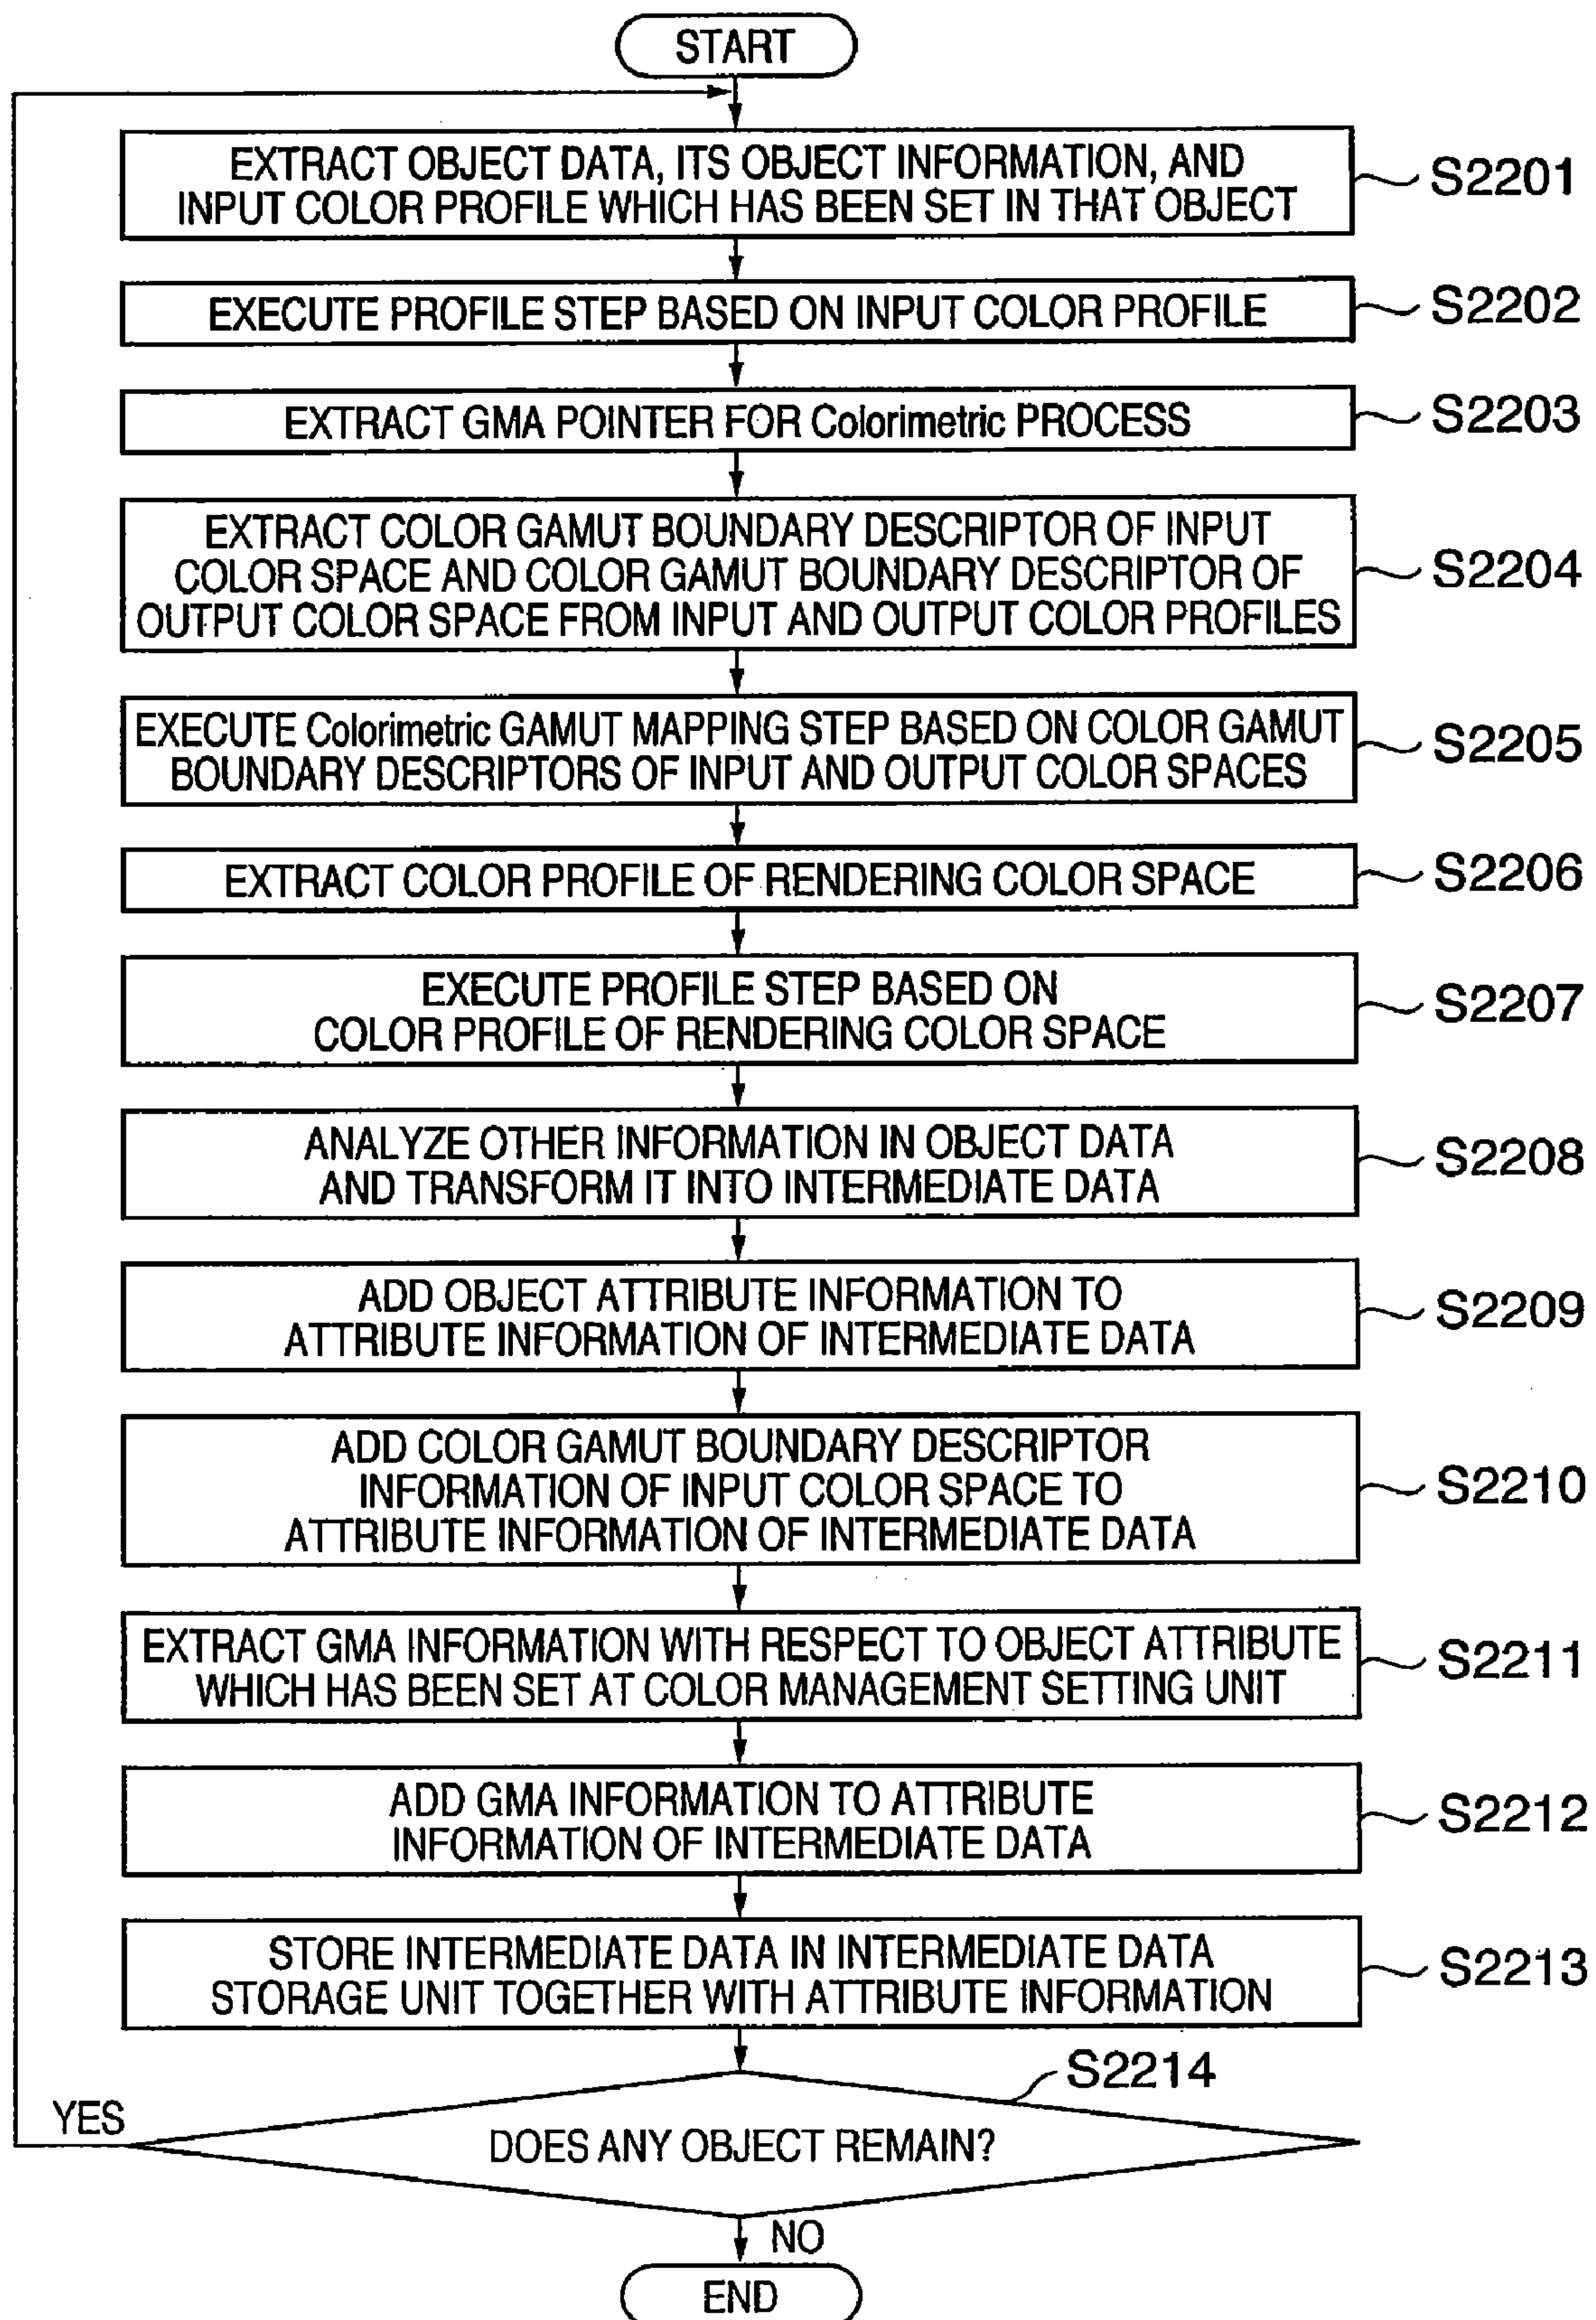 START
EXTRACT OBJECT DATA, ITS OBJECT INFORMATION, AND
INPUT COLOR PROFILE WHICH HAS BEEN SET IN THAT OBJECT
S2201
EXECUTE PROFILE STEP BASED ON INPUT COLOR PROFILE
S2202
EXTRACT GMA POINTER FOR Colorimetric PROCESS
S2203
EXTRACT COLOR GAMUT BOUNDARY DESCRIPTOR OF INPUT
COLOR SPACE AND COLOR GAMUT BOUNDARY DESCRIPTOR OF
OUTPUT COLOR SPACE FROM INPUT AND OUTPUT COLOR PROFILES
S2204
EXECUTE Colorimetric GAMUT MAPPING STEP BASED ON COLOR GAMUT
BOUNDARY DESCRIPTORS OF INPUT AND OUTPUT COLOR SPACES
S2205
EXTRACT COLOR PROFILE OF RENDERING COLOR SPACE
S2206
EXECUTE PROFILE STEP BASED ON
COLOR PROFILE OF RENDERING COLOR SPACE
S2207
ANALYZE OTHER INFORMATION IN OBJECT DATA
AND TRANSFORM IT INTO INTERMEDIATE DATA
S2208
ADD OBJECT ATTRIBUTE INFORMATION TO
ATTRIBUTE INFORMATION OF INTERMEDIATE DATA
S2209
ADD COLOR GAMUT BOUNDARY DESCRIPTOR
INFORMATION OF INPUT COLOR SPACE TO
ATTRIBUTE INFORMATION OF INTERMEDIATE DATA
S2210
EXTRACT GMA INFORMATION WITH RESPECT TO OBJECT ATTRIBUTE
WHICH HAS BEEN SET AT COLOR MANAGEMENT SETTING UNIT
S2211
ADD GMA INFORMATION TO ATTRIBUTE
INFORMATION OF INTERMEDIATE DATA
S2212
STORE INTERMEDIATE DATA IN INTERMEDIATE DATA
STORAGE UNIT TOGETHER WITH ATTRIBUTE INFORMATION
S2213
S2214
YES
DOES ANY OBJECT REMAIN?
NO
END